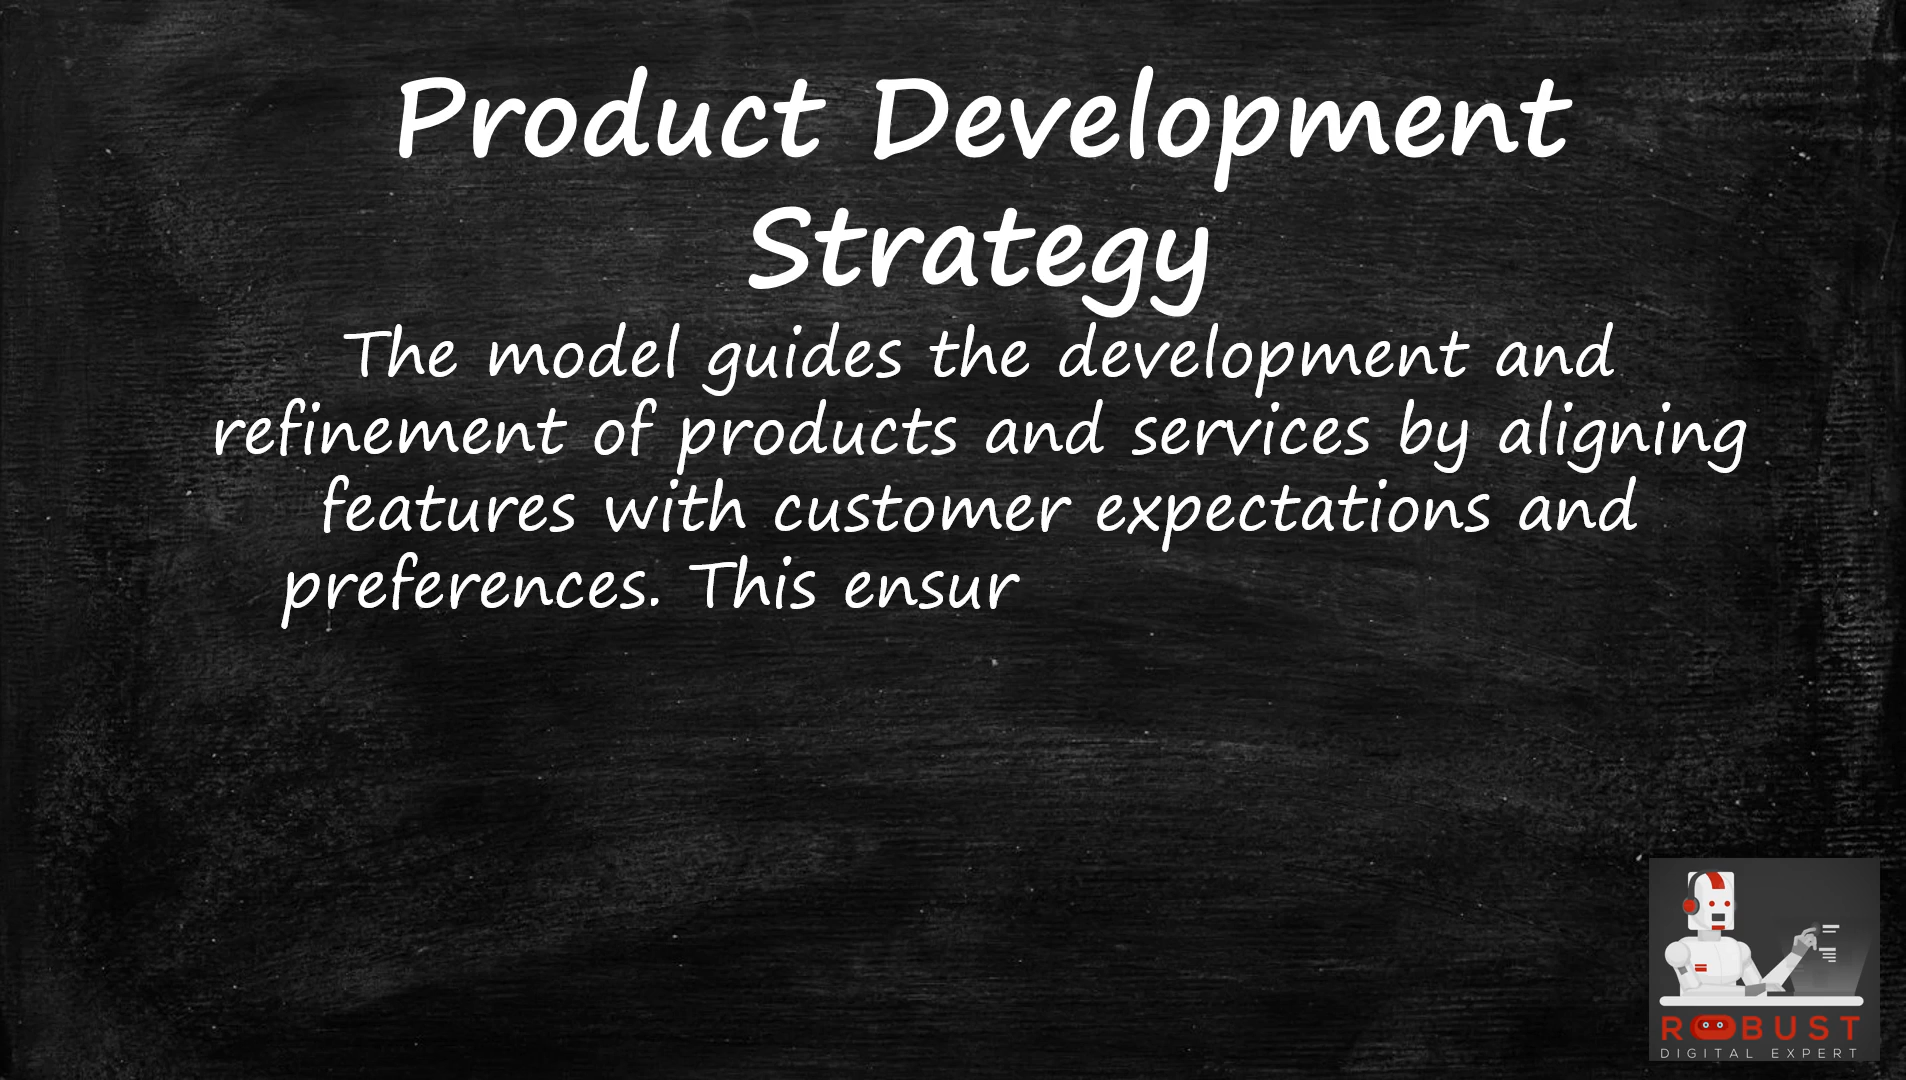 Product Development
Strategy
The model guides the development and
refinement of products and services by aligning
features with customer expectations and
preferences. This ensur
ROBUST
DIGITAL EXPERT